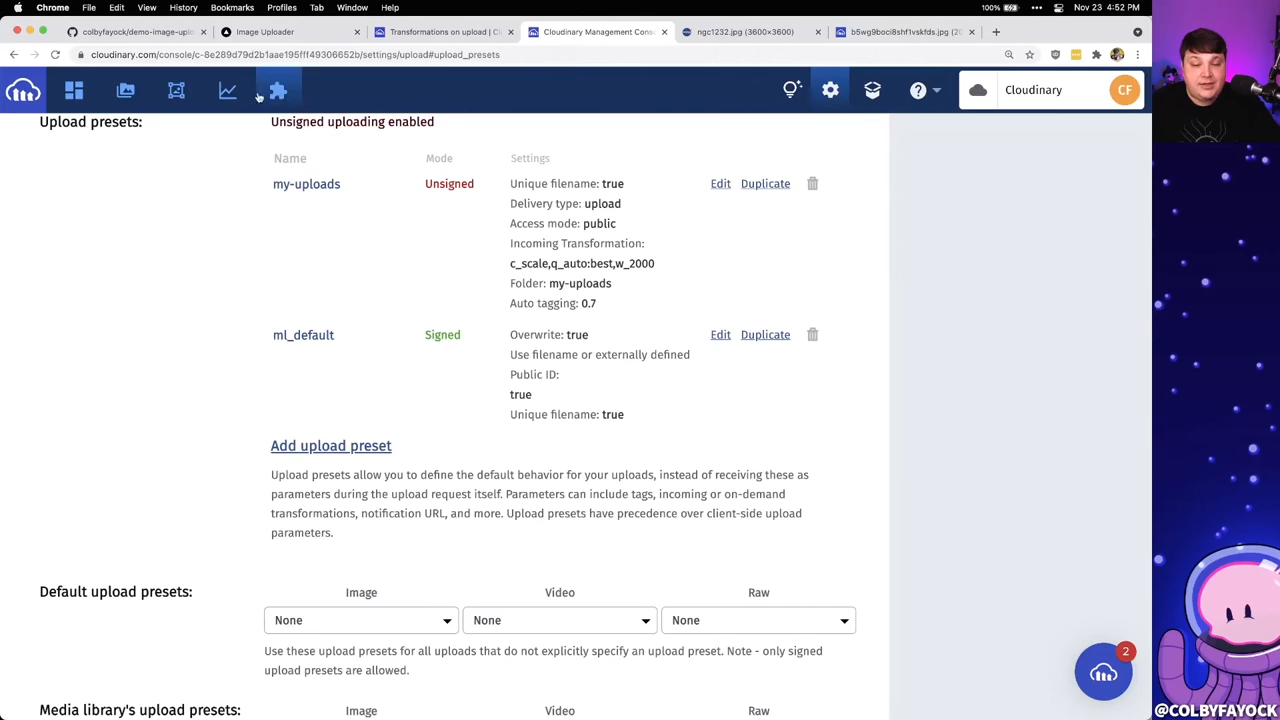 Chrome File Edit View History Bookmarks Profiles Tab Window Help 100% Nov 23 4:52 PM
colbyfayock/demo-image-uplo
Image Uploader
Transformations on upload | C
Cloudinary Management Conso
ngc1232.jpg (3600×3600)
b5wg9boci8shf1vskfds.jpg (20
cloudinary.com/console/c-8e289d79d2b1aae195fff49306652b/settings/upload#upload_presets
Cloudinary CF
Upload presets: Unsigned uploading enabled
Name Mode Settings
my-uploads Unsigned Unique filename: true Edit Duplicate
Delivery type: upload
Access mode: public
Incoming Transformation:
c_scale,q_auto:best,w_2000
Folder: my-uploads
Auto tagging: 0.7
ml_default Signed Overwrite: true Edit Duplicate
Use filename or externally defined
Public ID:
true
Unique filename: true
Add upload preset
Upload presets allow you to define the default behavior for your uploads, instead of receiving these as
parameters during the upload request itself. Parameters can include tags, incoming or on-demand
transformations, notification URL, and more. Upload presets have precedence over client-side upload
parameters.
Default upload presets: Image Video Raw
None None None
Use these upload presets for all uploads that do not explicitly specify an upload preset. Note - only signed
upload presets are allowed.
2
Media library's upload presets: Image Video Raw
@COLBYFAYOCK